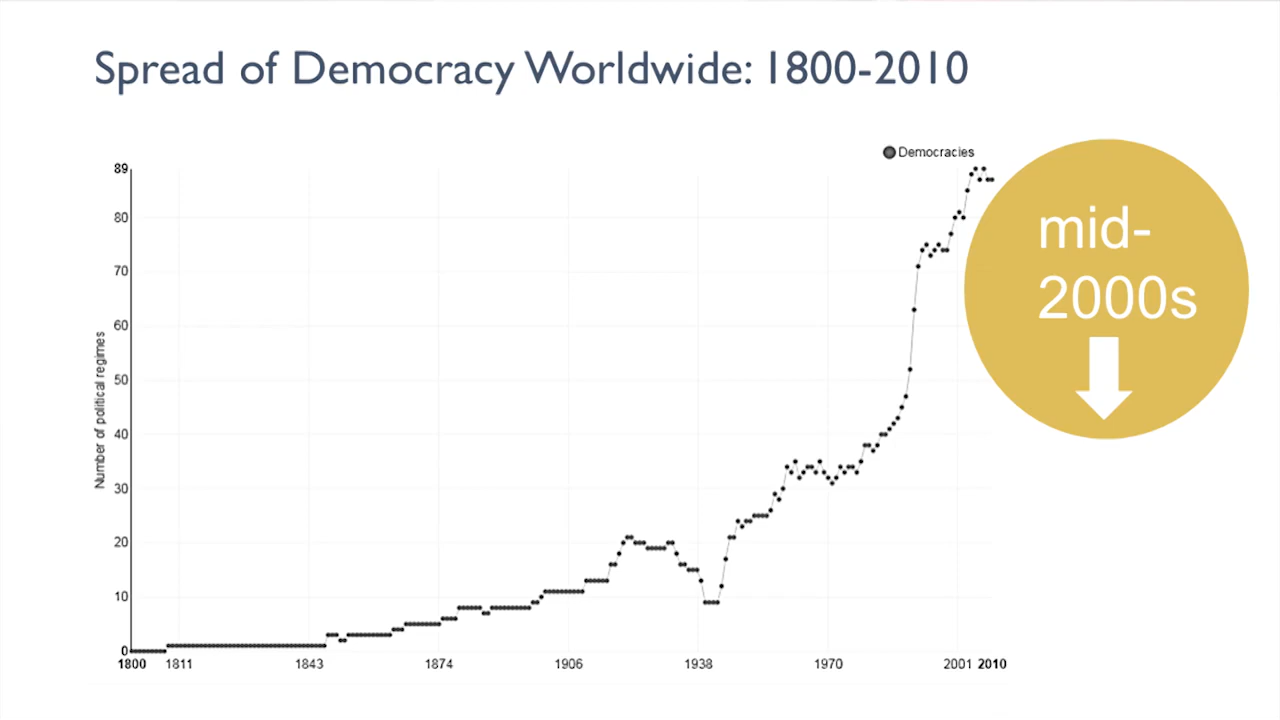 Spread of Democracy Worldwide: 1800-2010
Democracies
89
80
70
60
50
40
30
20
10
0
Number of political regimes
1800 1811 1843 1874 1906 1938 1970 2001 2010
mid-
2000s